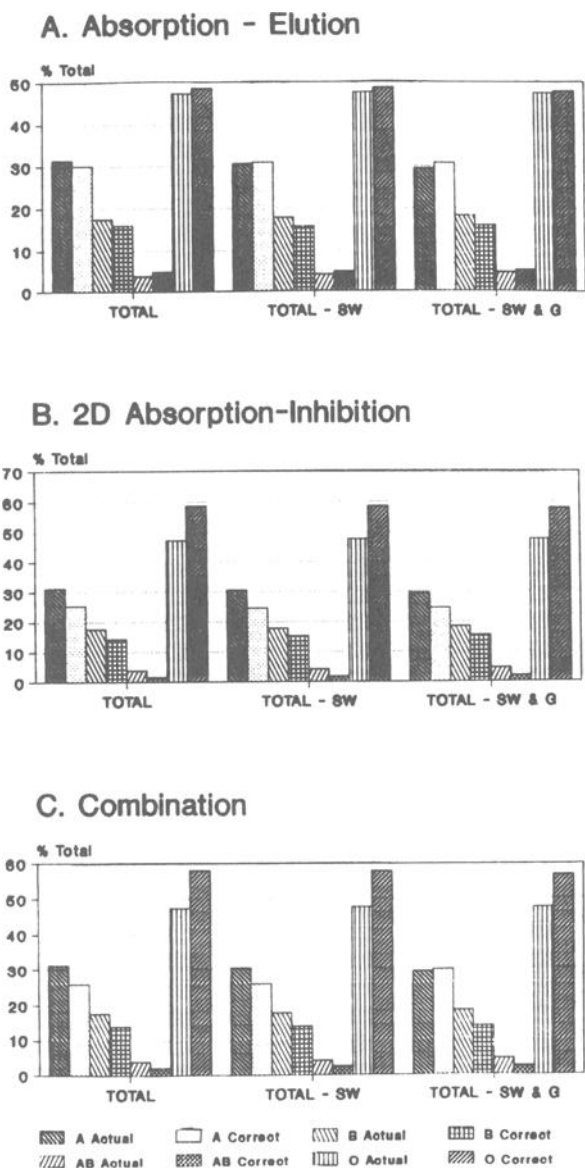 A. Absorption - Elution
% Total
50
40
30
20
10
0
TOTAL TOTAL - SW TOTAL - SW & G
B. 2D Absorption-Inhibition
% Total
70
60
50
40
30
20
10
0
TOTAL TOTAL - SW TOTAL - SW & G
C. Combination
% Total
60
50
40
30
20
10
0
TOTAL TOTAL - SW TOTAL - SW & G
A Actual A Correct B Actual B Correct
AB Actual AB Correct O Actual O Correct